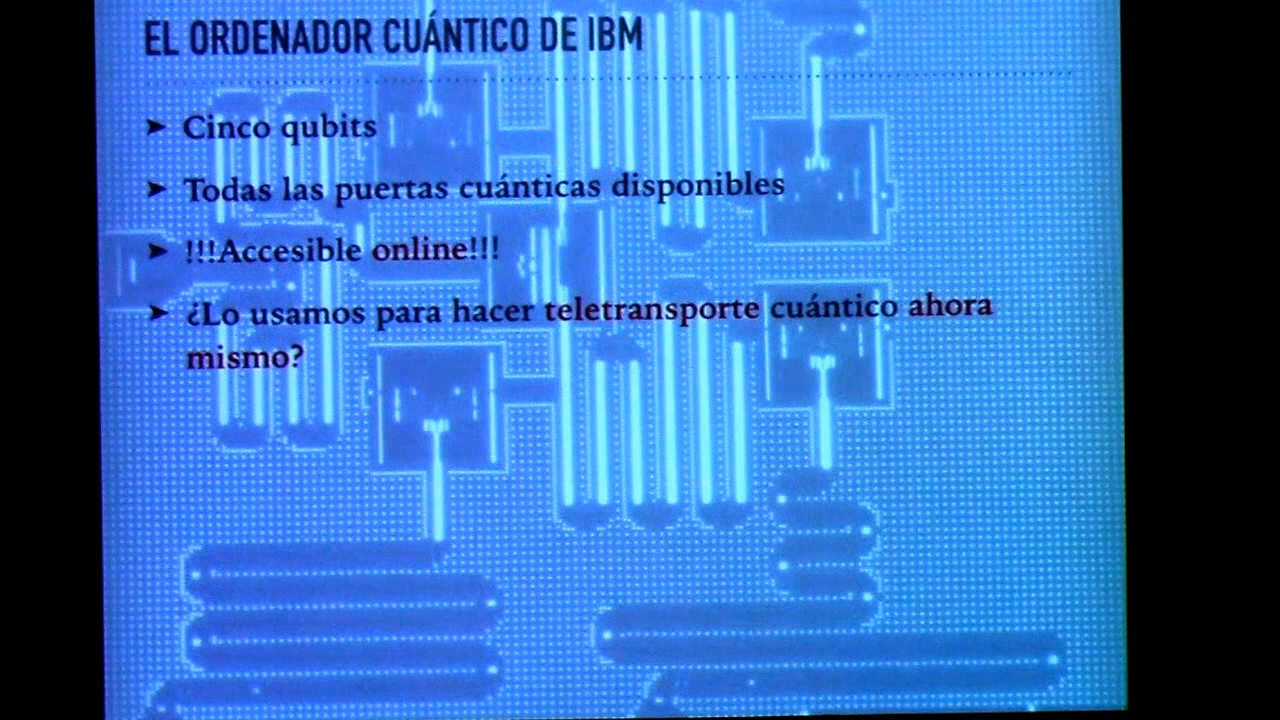 EL ORDENADOR CUÁNTICO DE IBM
➤ Cinco qubits
➤ Todas las puertas cuánticas disponibles
➤ !!!Accesible online!!!
➤ ¿Lo usamos para hacer teletransporte cuántico ahora
mismo?